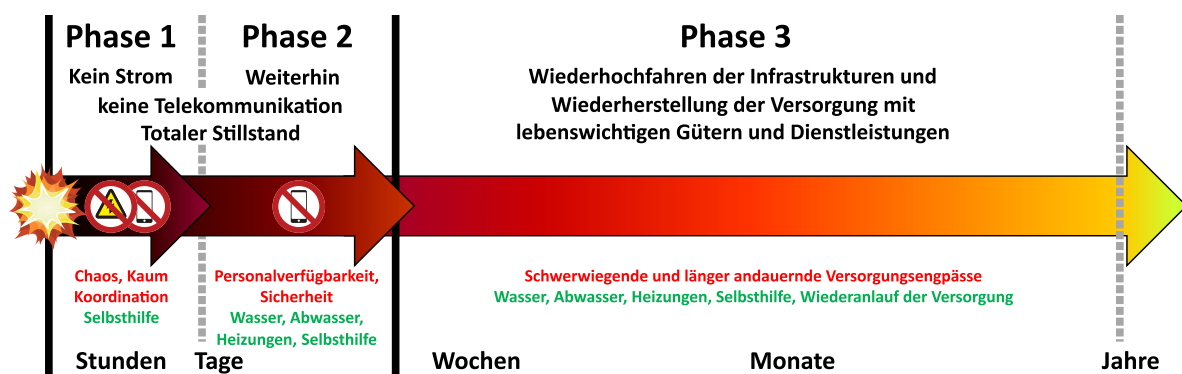 Phase 1
Phase 2
Phase 3
Kein Strom
Weiterhin
keine Telekommunikation
Totaler Stillstand
Wiederhochfahren der Infrastrukturen und
Wiederherstellung der Versorgung mit
lebenswichtigen Gütern und Dienstleistungen
Chaos, Kaum
Koordination
Selbsthilfe
Personalverfügbarkeit,
Sicherheit
Wasser, Abwasser,
Heizungen, Selbsthilfe
Schwerwiegende und länger andauernde Versorgungsengpässe
Wasser, Abwasser, Heizungen, Selbsthilfe, Wiederanlauf der Versorgung
Stunden
Tage
Wochen
Monate
Jahre